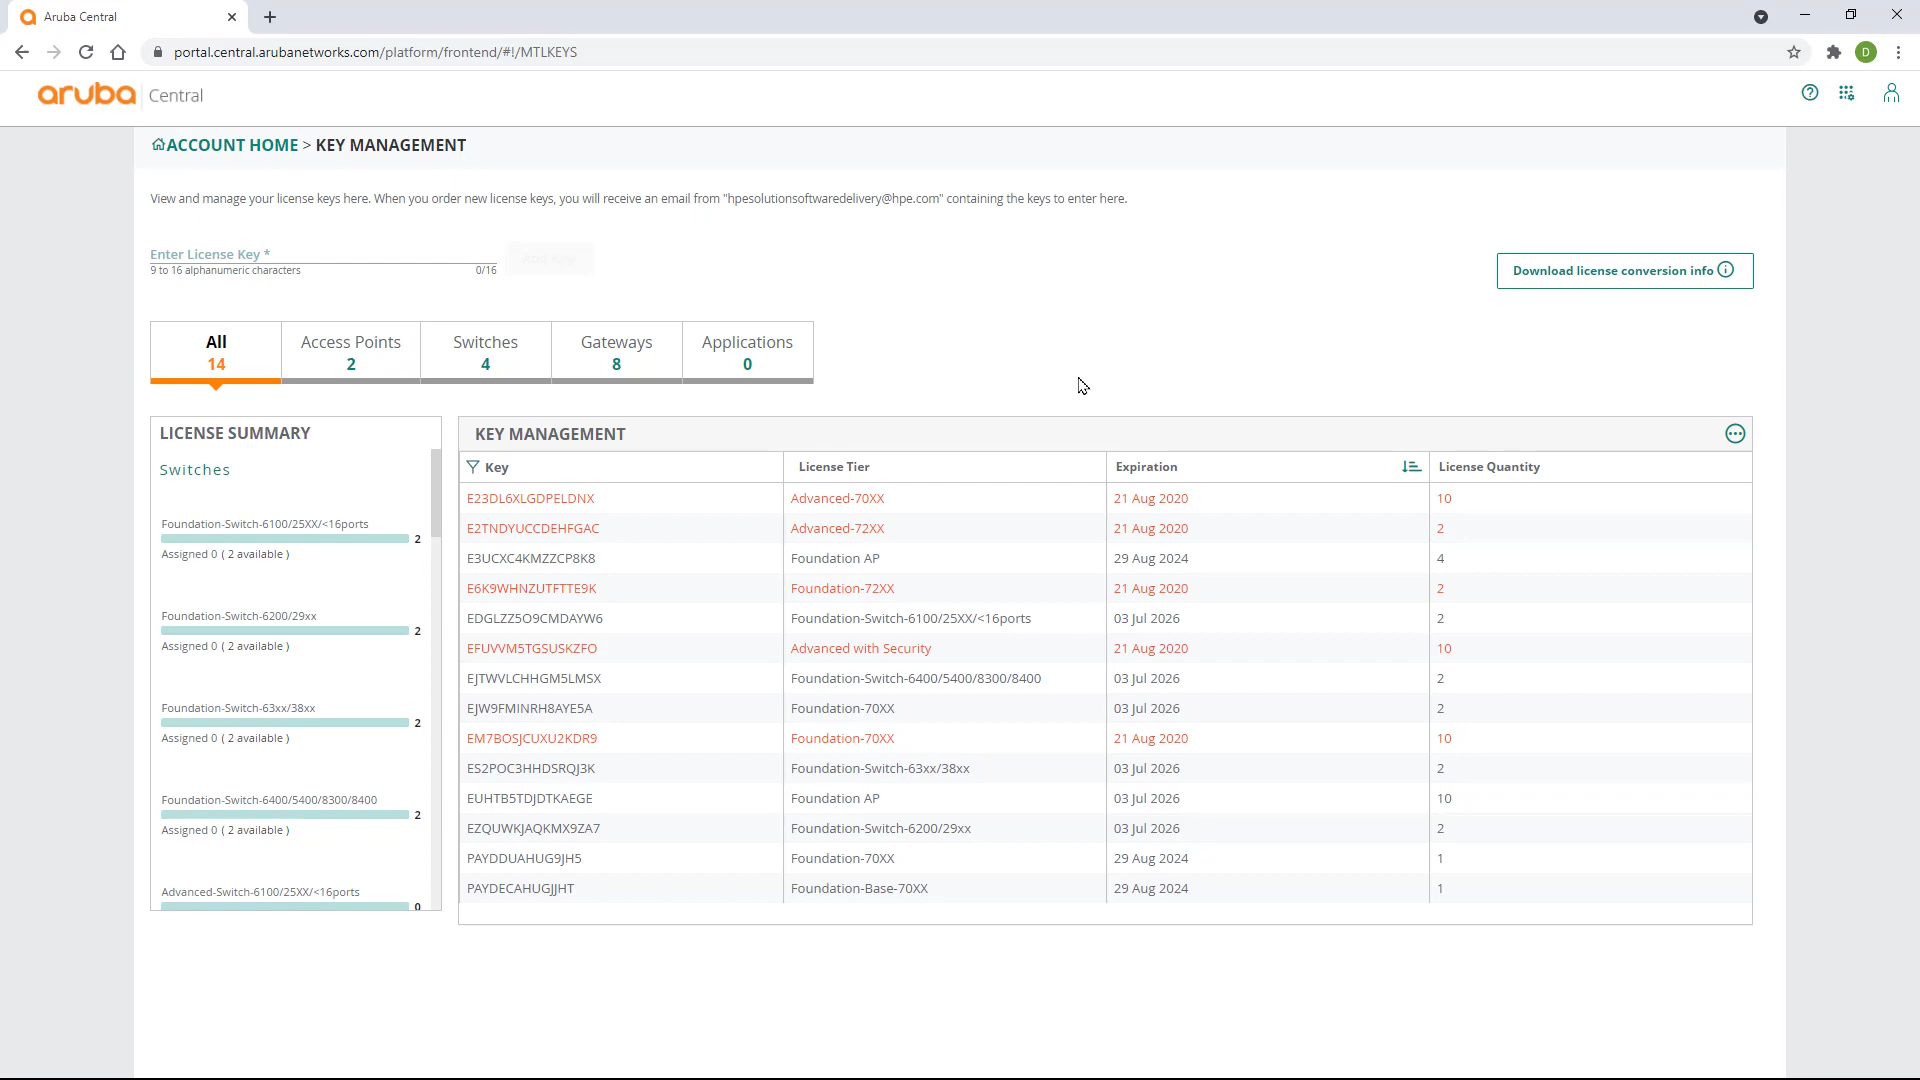 Aruba Central
portal.central.arubanetworks.com/platform/frontend/#!/MTLKEYS
D
aruba Central
ACCOUNT HOME > KEY MANAGEMENT
View and manage your license keys here. When you order new license keys, you will receive an email from "hpesolutionsoftwaredelivery@hpe.com" containing the keys to enter here.
Enter License Key *
Add Key
9 to 16 alphanumeric characters 0/16
Download license conversion info
All Access Points Switches Gateways Applications
14 2 4 8 0
LICENSE SUMMARY
Switches
Foundation-Switch-6100/25XX/<16ports
2
Assigned 0 ( 2 available )
Foundation-Switch-6200/29xx
2
Assigned 0 ( 2 available )
Foundation-Switch-63xx/38xx
2
Assigned 0 ( 2 available )
Foundation-Switch-6400/5400/8300/8400
2
Assigned 0 ( 2 available )
Advanced-Switch-6100/25XX/<16ports
0
KEY MANAGEMENT
Key License Tier Expiration License Quantity
E23DL6XLGDPELDNX Advanced-70XX 21 Aug 2020 10
E2TNDYUCCDEHFGAC Advanced-72XX 21 Aug 2020 2
E3UCXC4KMZZCP8K8 Foundation AP 29 Aug 2024 4
E6K9WHNZUTFTTE9K Foundation-72XX 21 Aug 2020 2
EDGLZZ5O9CMDAYW6 Foundation-Switch-6100/25XX/<16ports 03 Jul 2026 2
EFUVVM5TGSUSKZFO Advanced with Security 21 Aug 2020 10
EJTWVLCHHGM5LMSX Foundation-Switch-6400/5400/8300/8400 03 Jul 2026 2
EJW9FMINRH8AYE5A Foundation-70XX 03 Jul 2026 2
EM7BOSJCUXU2KDR9 Foundation-70XX 21 Aug 2020 10
ES2POC3HHDSRQJ3K Foundation-Switch-63xx/38xx 03 Jul 2026 2
EUHTB5TDJDTKAEGE Foundation AP 03 Jul 2026 10
EZQUWKJAQKMX9ZA7 Foundation-Switch-6200/29xx 03 Jul 2026 2
PAYDDUAHUG9JH5 Foundation-70XX 29 Aug 2024 1
PAYDECAHUGJJHT Foundation-Base-70XX 29 Aug 2024 1